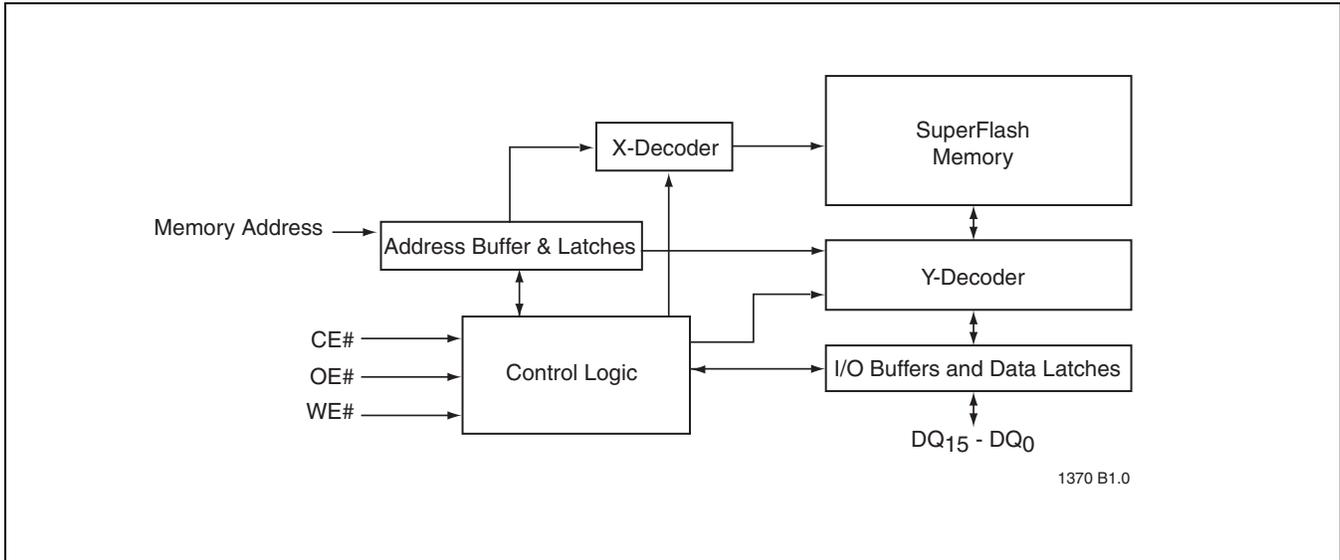 SuperFlash
Memory
X-Decoder
Memory Address
Address Buffer & Latches
Y-Decoder
CE#
OE#
WE#
Control Logic
I/O Buffers and Data Latches
DQ15 - DQ0
1370 B1.0